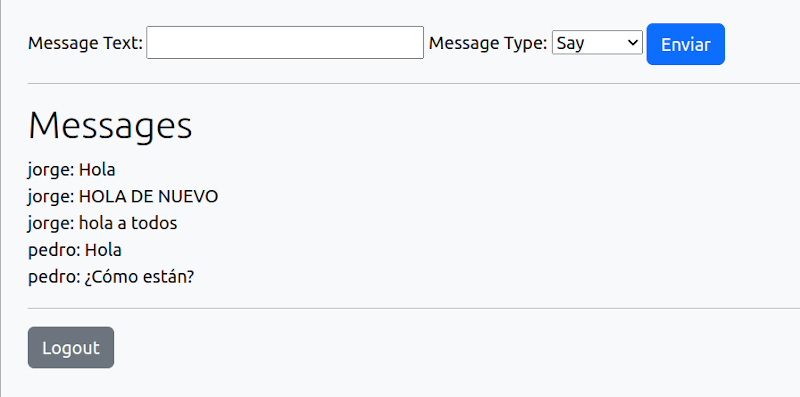 Message Text: Message Type: Say Enviar
Messages
jorge: Hola
jorge: HOLA DE NUEVO
jorge: hola a todos
pedro: Hola
pedro: ¿Cómo están?
Logout